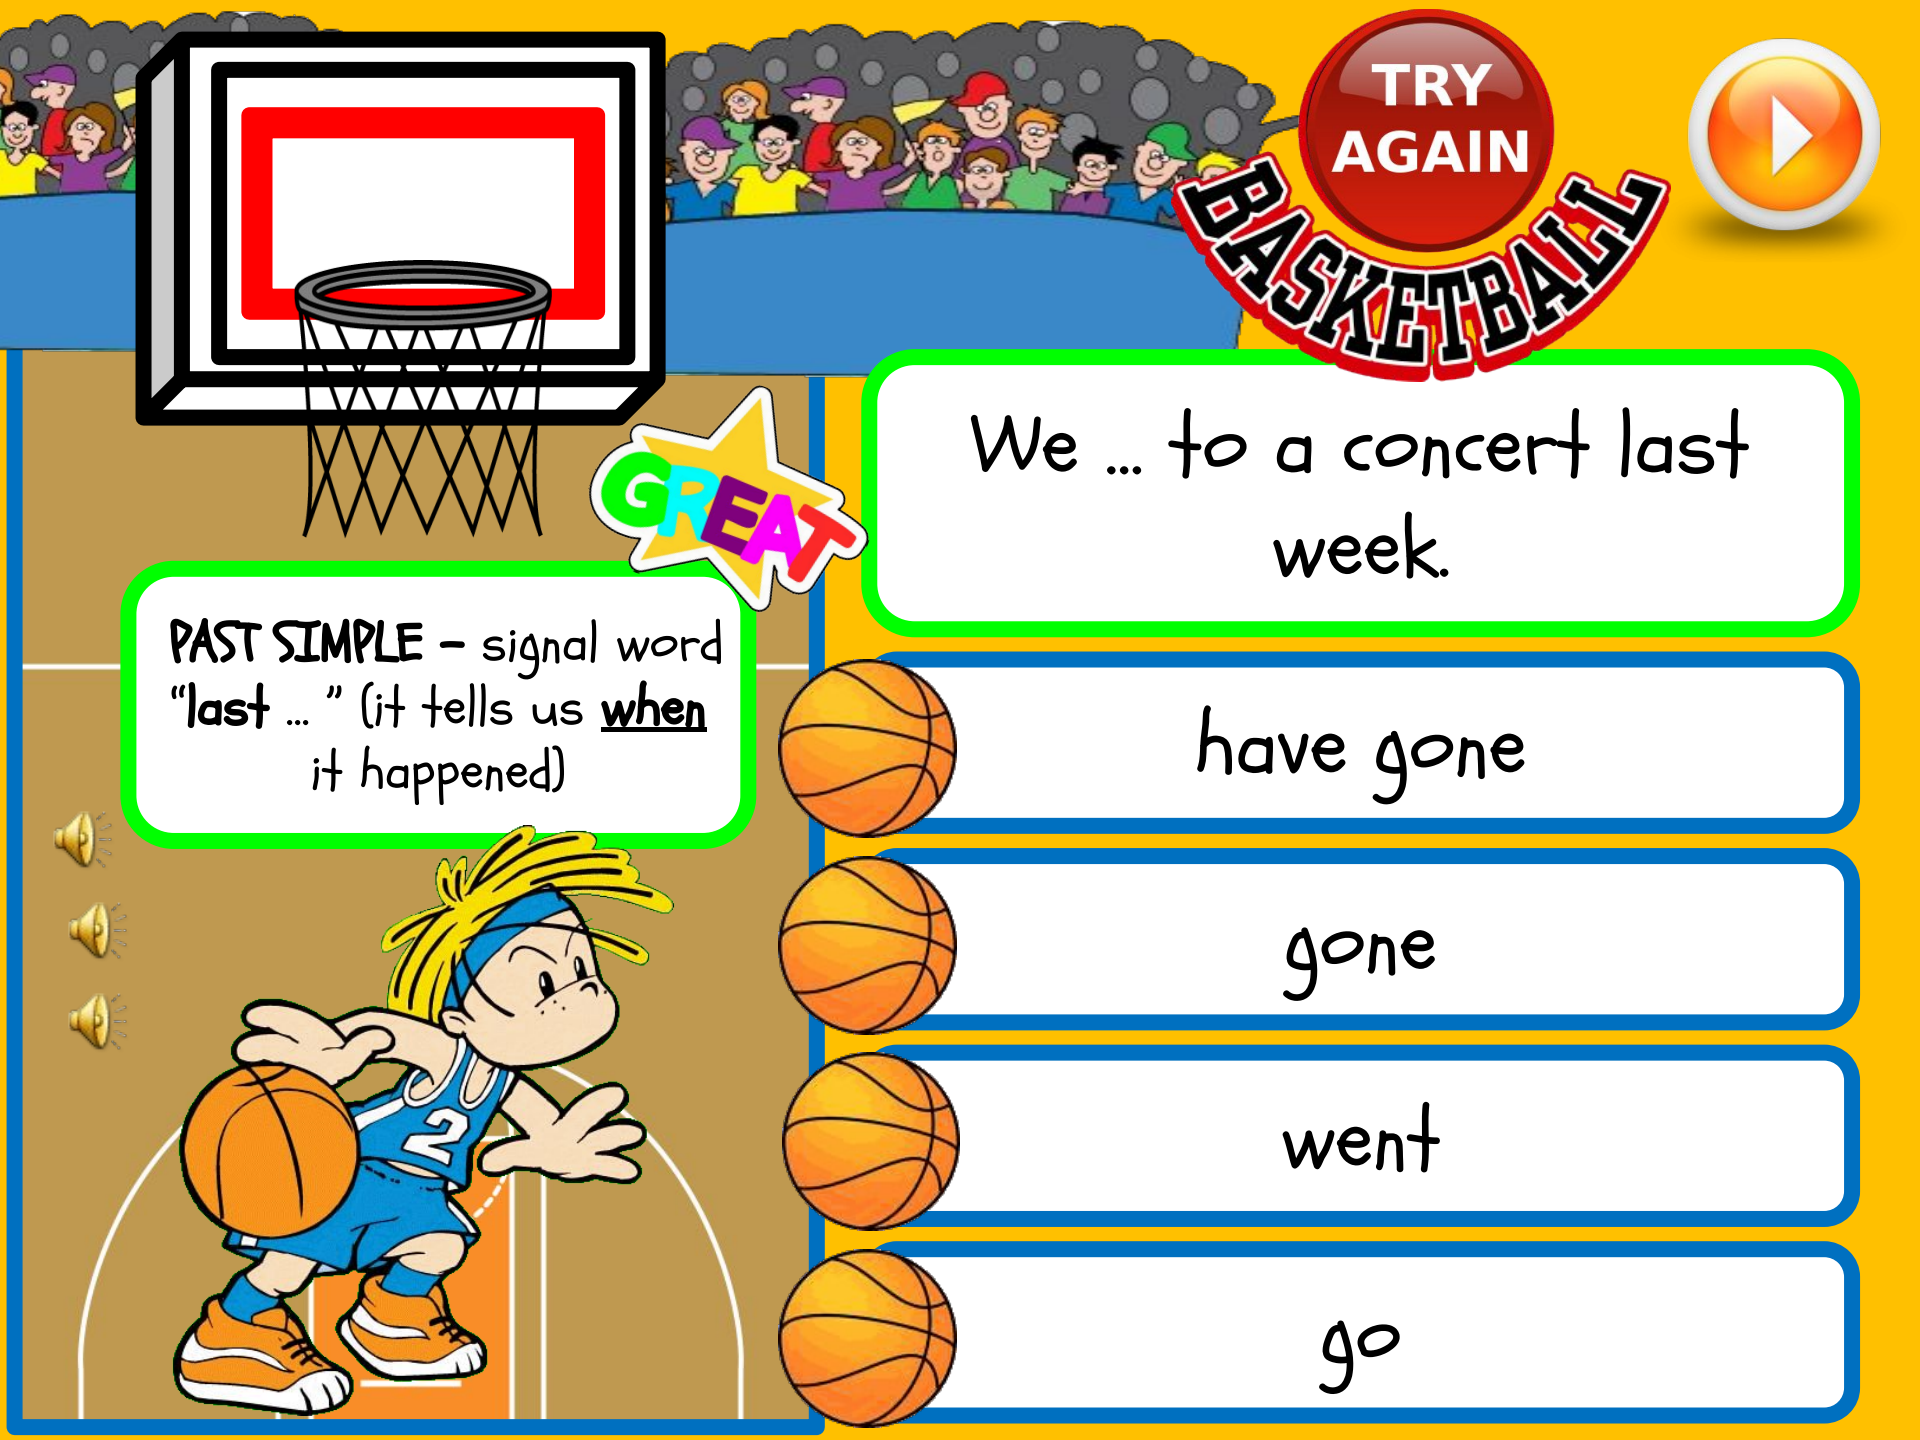 TRY
AGAIN
BASKETBALL
We ... to a concert last
week.
GREAT
PAST SIMPLE – signal word
“last ... ” (it tells us when
it happened)
have gone
gone
went
go
2